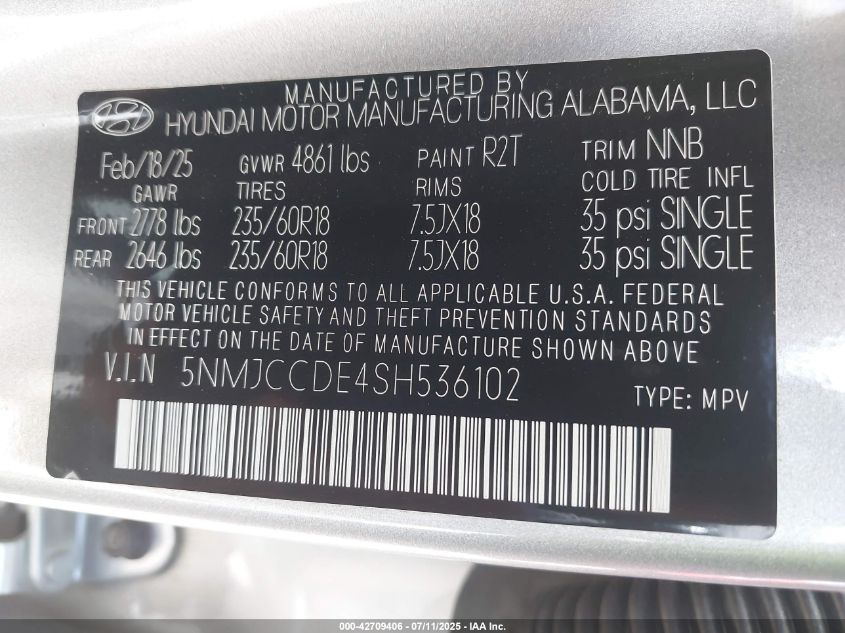 MANUFACTURED BY
HYUNDAI MOTOR MANUFACTURING ALABAMA, LLC
Feb/18/25 GVWR 4861 lbs PAINT R2T TRIM NNB
GAWR TIRES RIMS COLD TIRE INFL
FRONT 2778 lbs 235/60R18 7.5JX18 35 psi SINGLE
REAR 2646 lbs 235/60R18 7.5JX18 35 psi SINGLE
THIS VEHICLE CONFORMS TO ALL APPLICABLE U.S.A. FEDERAL
MOTOR VEHICLE SAFETY AND THEFT PREVENTION STANDARDS
IN EFFECT ON THE DATE OF MANUFACTURE SHOWN ABOVE
V.I.N 5NMJCCDE4SH536102
TYPE: MPV
000-42709406 - 07/11/2025 - IAA Inc.